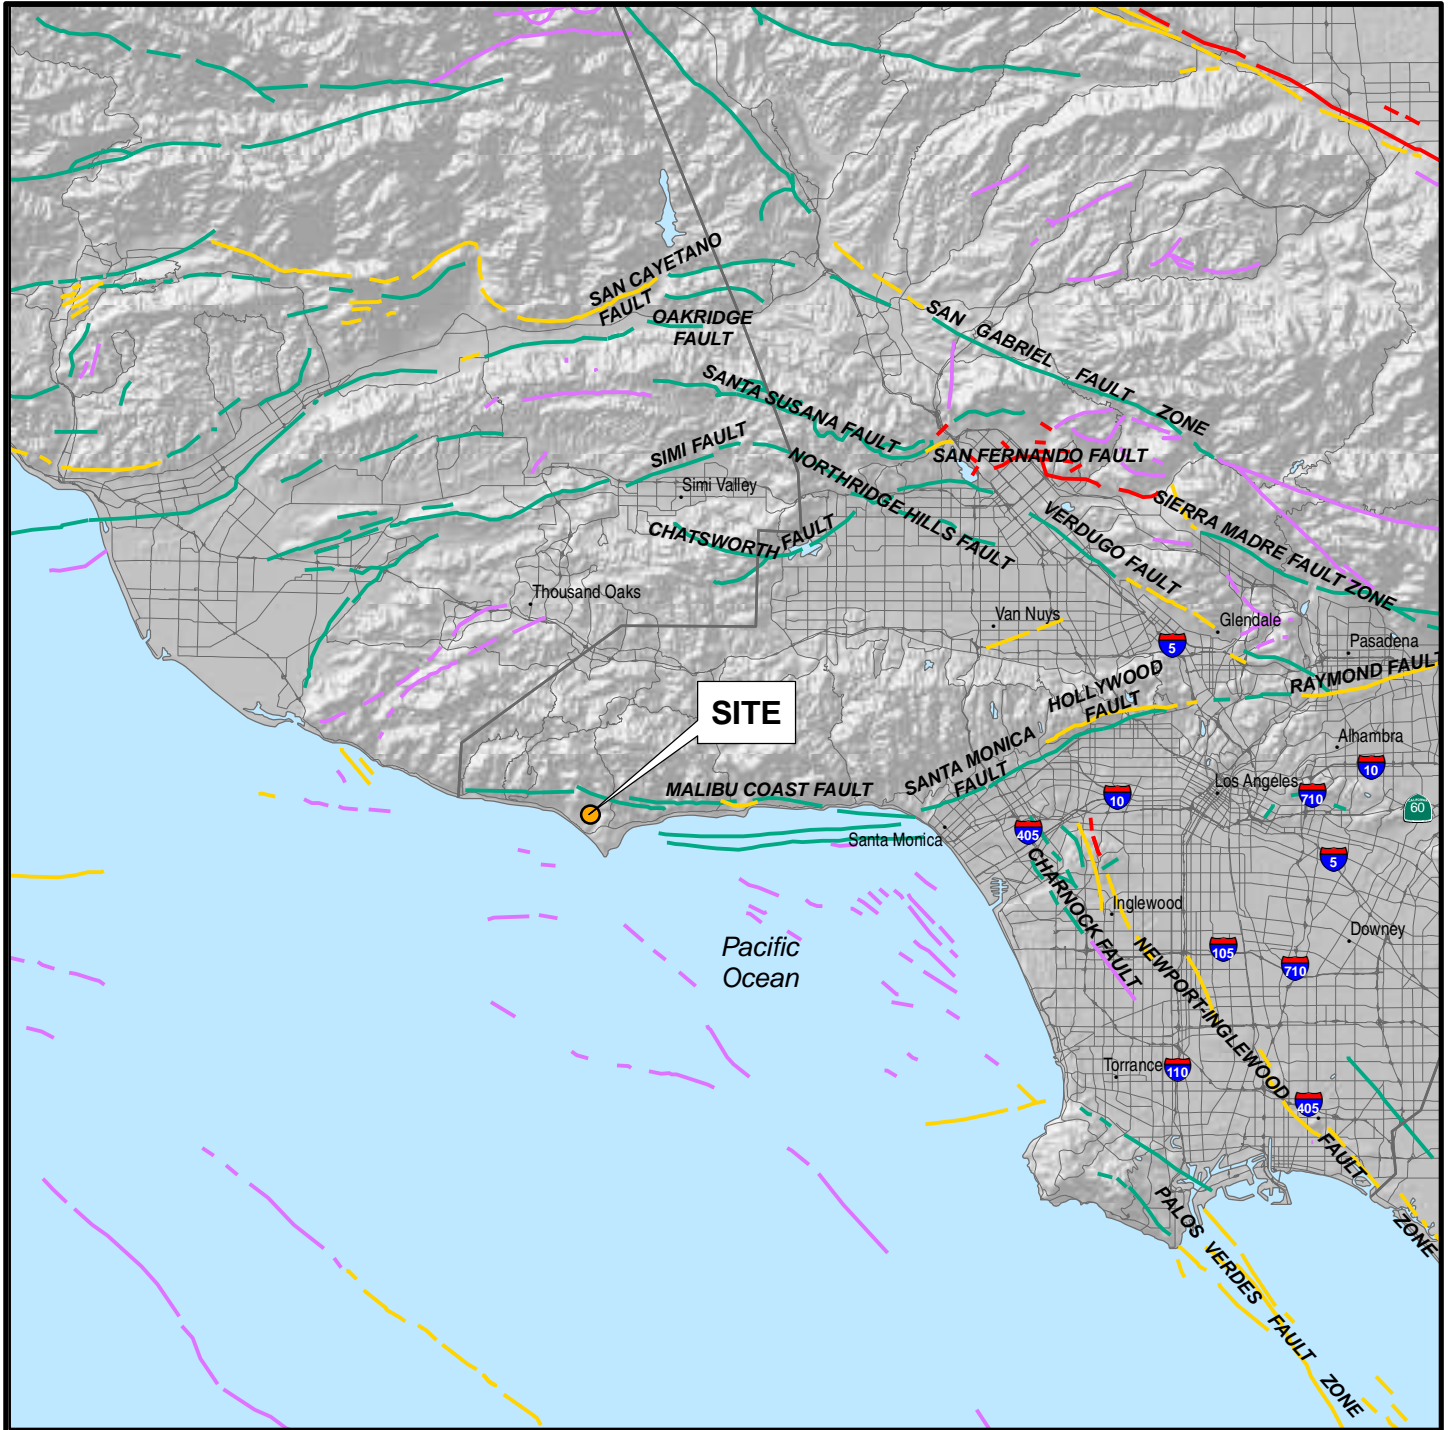 SAN CAYETANO
FAULT
OAKRIDGE
FAULT
SAN GABRIEL FAULT ZONE
SANTA SUSANA FAULT
SIMI FAULT
SAN FERNANDO FAULT
NORTHRIDGE HILLS FAULT
Simi Valley
SIERRA MADRE FAULT ZONE
CHATSWORTH FAULT
VERDUGO FAULT
Thousand Oaks
Van Nuys
Glendale
5
Pasadena
RAYMOND FAULT
HOLLYWOOD
FAULT
SITE
SANTA MONICA
FAULT
Alhambra
10
MALIBU COAST FAULT
Los Angeles
10
710
CALIFORNIA
60
Santa Monica
405
5
CHARNOCK FAULT
Inglewood
Downey
Pacific
Ocean
105
710
NEWPORT-INGLEWOOD FAULT ZONE
Torrance
110
405
PALOS VERDES FAULT ZONE